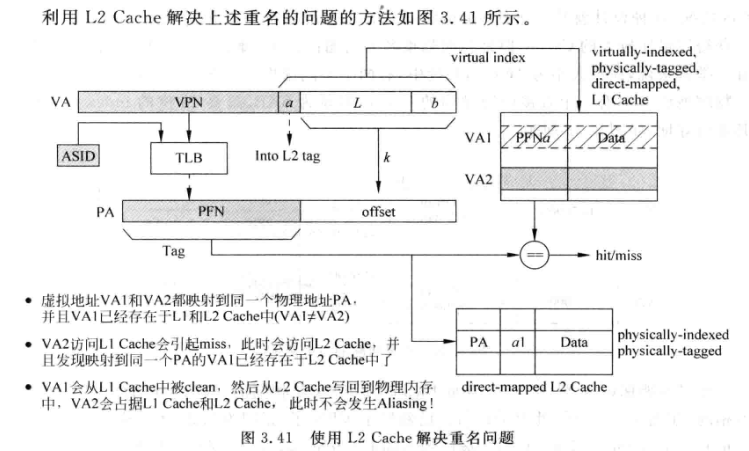 利用 L2 Cache 解决上述重名的问题的方法如图 3.41 所示。
virtual index
virtually-indexed,
physically-tagged,
direct-mapped,
L1 Cache
VA
VPN
a
L
b
ASID
TLB
Into L2 tag
k
VA1
PFNa
Data
VA2
PA
PFN
offset
Tag
==
hit/miss
• 虚拟地址VA1和VA2都映射到同一个物理地址PA,
并且VA1已经存在于L1和L2 Cache中(VA1≠VA2)
• VA2访问L1 Cache会引起miss, 此时会访问L2 Cache, 并
且发现映射到同一个PA的VA1已经存在于L2 Cache中了
• VA1会从L1 Cache中被clean, 然后从L2 Cache写回到物理内存
中, VA2会占据L1 Cache和L2 Cache, 此时不会发生Aliasing!
PA
a1
Data
physically-indexed
physically-tagged
direct-mapped L2 Cache
图 3.41 使用 L2 Cache 解决重名问题